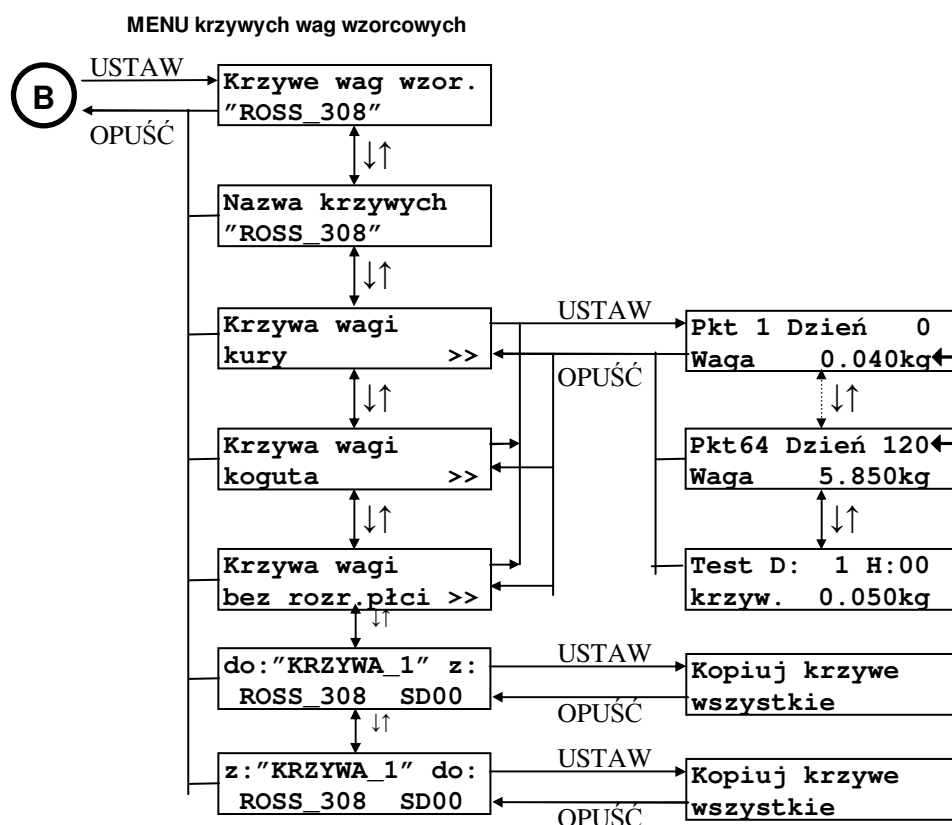 MENU krzywych wag wzorcowych
B
USTAW
OPUŚĆ
Krzywe wag wzor.
″ROSS_308″
↓↑
Nazwa krzywych
″ROSS_308″
↓↑
Krzywa wagi
kury >>
USTAW
OPUŚĆ
Pkt 1 Dzień 0
Waga 0.040kg
↓↑
↓↑
Krzywa wagi
koguta >>
Pkt64 Dzień 120
Waga 5.850kg
↓↑
↓↑
Krzywa wagi
bez rozr.płci >>
Test D: 1 H:00
krzyw. 0.050kg
↓↑
do:″KRZYWA_1″ z:
ROSS_308 SD00
USTAW
OPUŚĆ
Kopiuj krzywe
wszystkie
↓↑
z:″KRZYWA_1″ do:
ROSS_308 SD00
USTAW
OPUŚĆ
Kopiuj krzywe
wszystkie